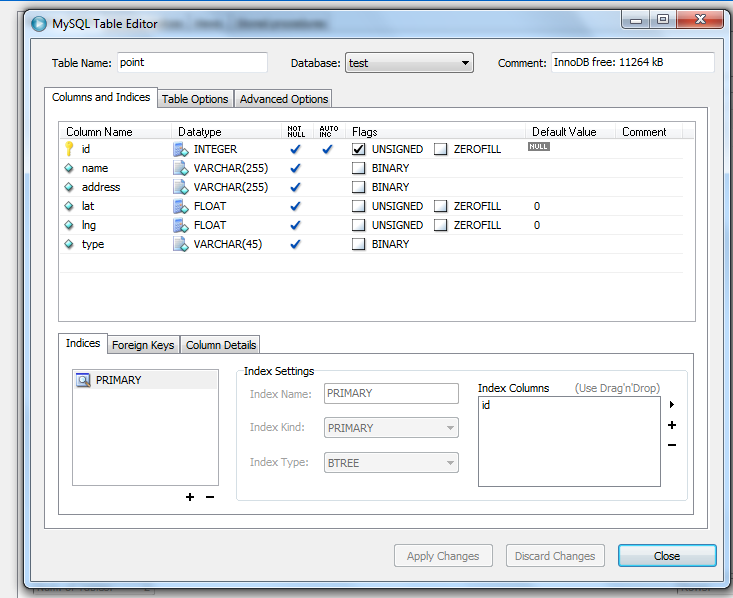 MySQL Table Editor
Table Name: point Database: test Comment: InnoDB free: 11264 kB
Columns and Indices Table Options Advanced Options
Column Name Datatype NOT NULL AUTO INC Flags Default Value Comment
id INTEGER UNSIGNED ZEROFILL NULL
name VARCHAR(255) BINARY
address VARCHAR(255) BINARY
lat FLOAT UNSIGNED ZEROFILL 0
lng FLOAT UNSIGNED ZEROFILL 0
type VARCHAR(45) BINARY
Indices Foreign Keys Column Details
PRIMARY
Index Settings
Index Name: PRIMARY
Index Kind: PRIMARY
Index Type: BTREE
Index Columns (Use Drag'n'Drop)
id
Apply Changes Discard Changes Close